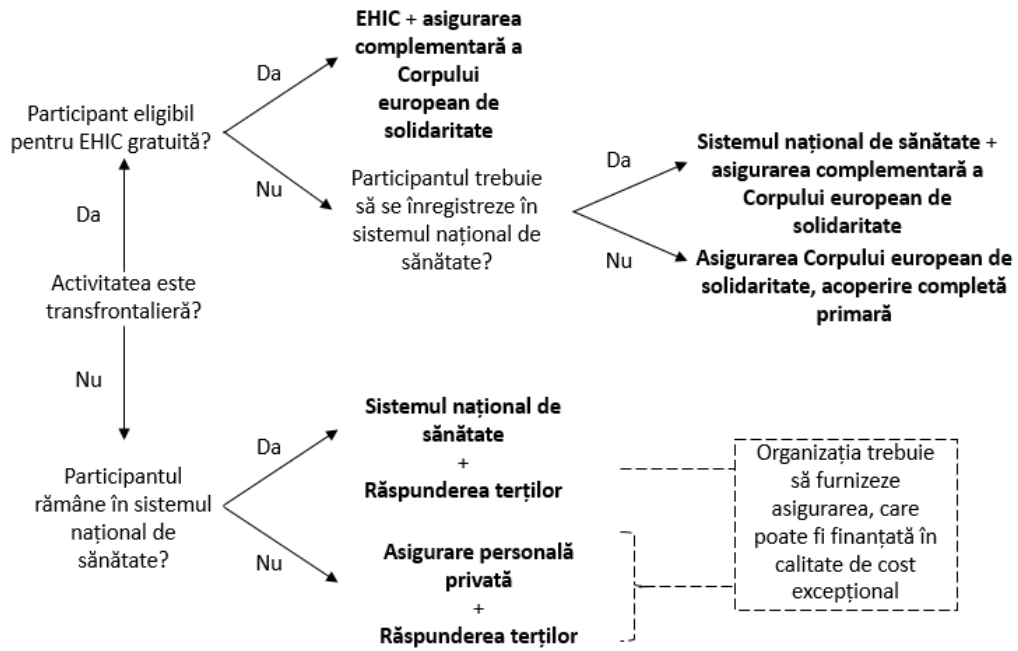 EHIC + asigurarea
complementară a
Corpului
european de
solidaritate
Da
Participant eligibil
pentru EHIC gratuită?
Nu
Participantul trebuie
să se înregistreze în
sistemul național de
sănătate?
Da
Sistemul național de sănătate +
asigurarea complementară a
Corpului european de
solidaritate
Nu
Asigurarea Corpului european de
solidaritate, acoperire completă
primară
Da
Activitatea este
transfrontalieră?
Nu
Participantul
rămâne în sistemul
național de
sănătate?
Da
Sistemul național de
sănătate
+
Răspunderea terților
Nu
Asigurare personală
privată
+
Răspunderea terților
Organizația trebuie
să furnizeze
asigurarea, care
poate fi finanțată în
calitate de cost
excepțional